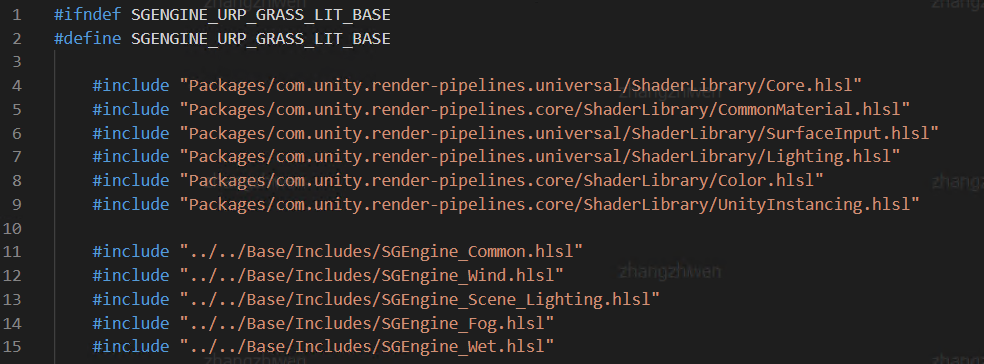 1 #ifndef SGENGINE_URP_GRASS_LIT_BASE
2 #define SGENGINE_URP_GRASS_LIT_BASE
3
4 #include "Packages/com.unity.render-pipelines.universal/ShaderLibrary/Core.hlsl"
5 #include "Packages/com.unity.render-pipelines.core/ShaderLibrary/CommonMaterial.hlsl"
6 #include "Packages/com.unity.render-pipelines.universal/ShaderLibrary/SurfaceInput.hlsl"
7 #include "Packages/com.unity.render-pipelines.universal/ShaderLibrary/Lighting.hlsl"
8 #include "Packages/com.unity.render-pipelines.core/ShaderLibrary/Color.hlsl"
9 #include "Packages/com.unity.render-pipelines.core/ShaderLibrary/UnityInstancing.hlsl"
10
11 #include "../../Base/Includes/SGEngine_Common.hlsl"
12 #include "../../Base/Includes/SGEngine_Wind.hlsl"
zhangzhiwen
13 #include "../../Base/Includes/SGEngine_Scene_Lighting.hlsl"
14 #include "../../Base/Includes/SGEngine_Fog.hlsl"
15 #include "../../Base/Includes/SGEngine_Wet.hlsl"